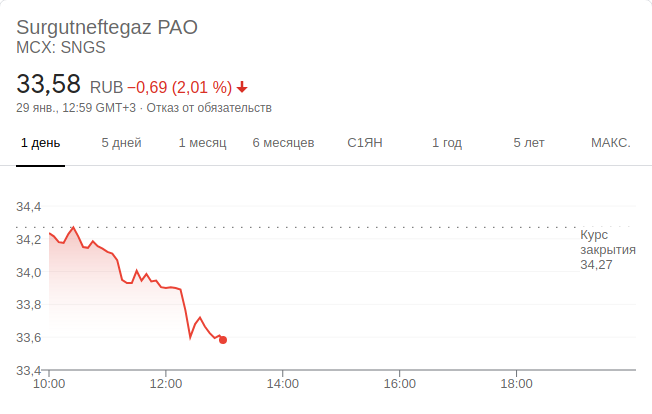 Surgutneftegaz PAO
MCX: SNGS
33,58 RUB −0,69 (2,01 %)
29 янв., 12:59 GMT+3 · Отказ от обязательств
1 день 5 дней 1 месяц 6 месяцев С1ЯН 1 год 5 лет МАКС.
34,4
34,2
34,0
33,8
33,6
33,4
Курс
закрытия
34,27
10:00 12:00 14:00 16:00 18:00